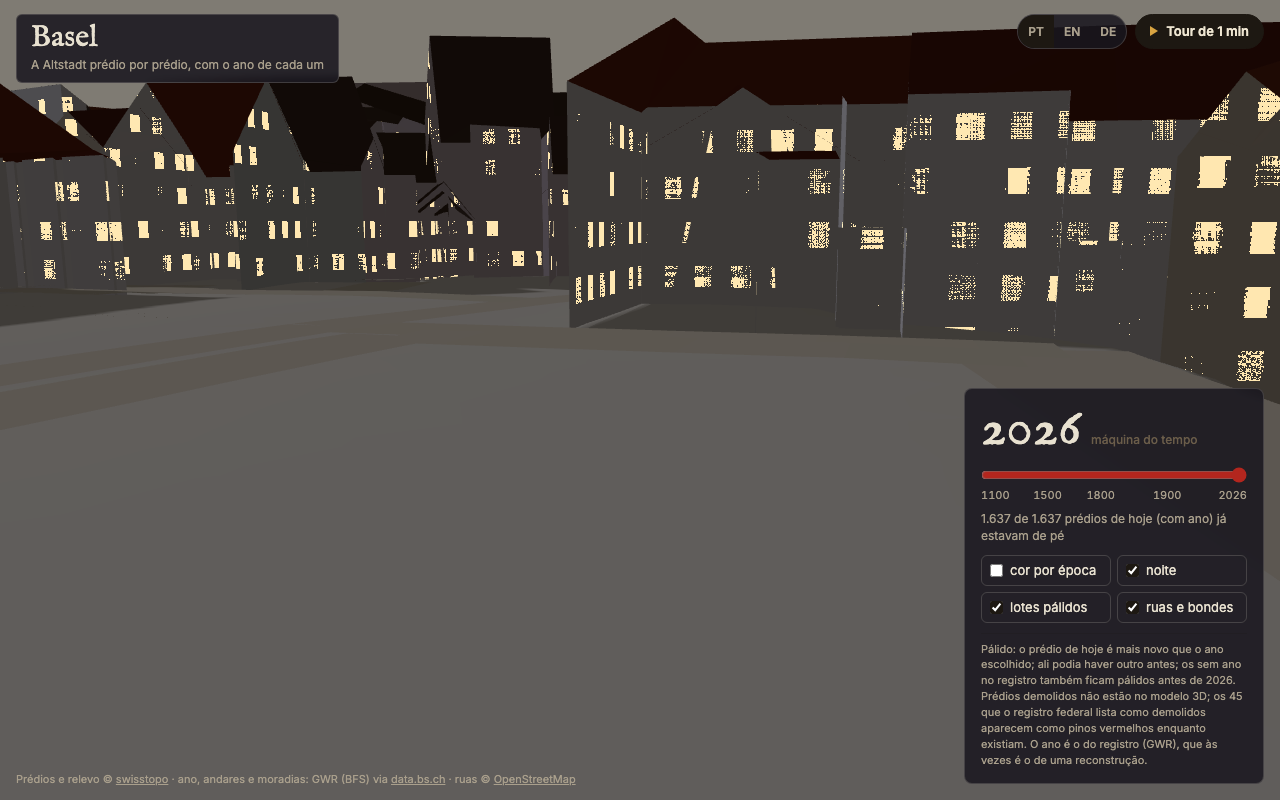 Basel
A Altstadt prédio por prédio, com o ano de cada um
PT EN DE
Tour de 1 min
2026 máquina do tempo
1100 1500 1800 1900 2026
1.637 de 1.637 prédios de hoje (com ano) já
estavam de pé
cor por época
noite
lotes pálidos
ruas e bondes
Pálido: o prédio de hoje é mais novo que o ano
escolhido; ali podia haver outro antes; os sem ano
no registro também ficam pálidos antes de 2026.
Prédios demolidos não estão no modelo 3D; os 45
que o registro federal lista como demolidos
aparecem como pinos vermelhos enquanto
existiam. O ano é o do registro (GWR), que às
vezes é o de uma reconstrução.
Prédios e relevo © swisstopo · ano, andares e moradias: GWR (BFS) via data.bs.ch · ruas © OpenStreetMap